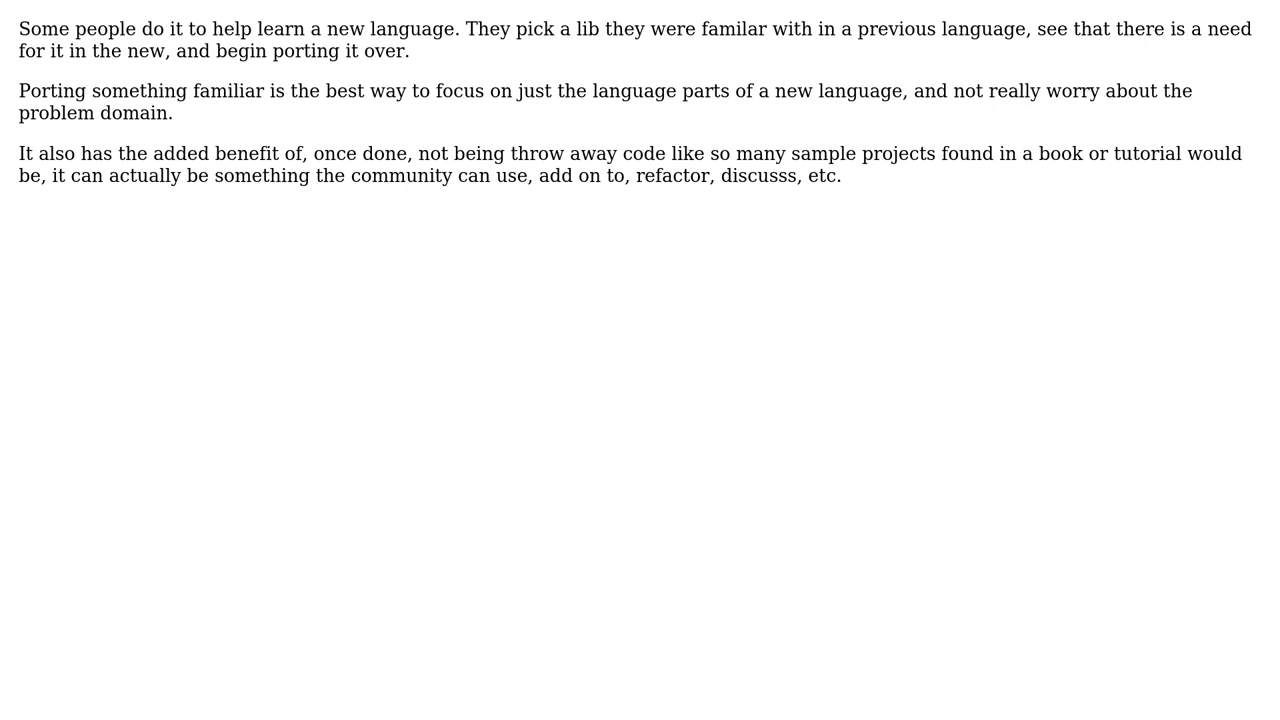 Some people do it to help learn a new language. They pick a lib they were familar with in a previous language, see that there is a need
for it in the new, and begin porting it over.
Porting something familiar is the best way to focus on just the language parts of a new language, and not really worry about the
problem domain.
It also has the added benefit of, once done, not being throw away code like so many sample projects found in a book or tutorial would
be, it can actually be something the community can use, add on to, refactor, discusss, etc.